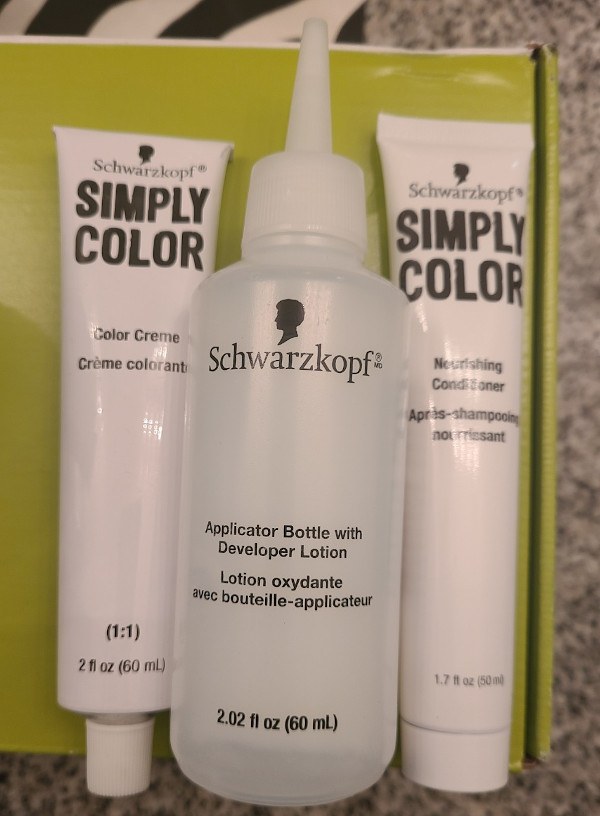 Schwarzkopf®
SIMPLY
COLOR
Color Creme
Crème colorante
(1:1)
2 fl oz (60 mL)
Schwarzkopf®
MD
Applicator Bottle with
Developer Lotion
Lotion oxydante
avec bouteille-applicateur
2.02 fl oz (60 mL)
Schwarzkopf®
SIMPLY
COLOR
Nourishing
Conditioner
Après-shampooing
nourrissant
1.7 fl oz (50 ml)